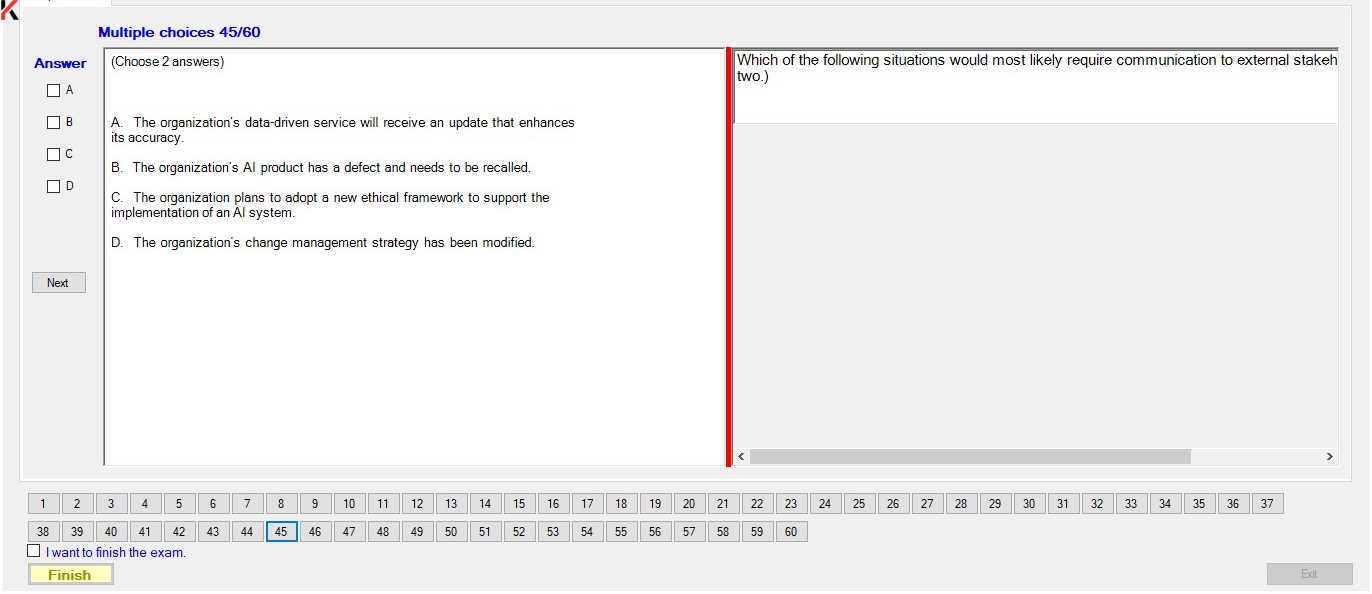 Multiple choices 45/60
Answer
A
B
C
D
Next
(Choose 2 answers)
A. The organization's data-driven service will receive an update that enhances
its accuracy.
B. The organization's AI product has a defect and needs to be recalled.
C. The organization plans to adopt a new ethical framework to support the
implementation of an AI system.
D. The organization's change management strategy has been modified.
Which of the following situations would most likely require communication to external stakeh
two.)
1 2 3 4 5 6 7 8 9 10 11 12 13 14 15 16 17 18 19 20 21 22 23 24 25 26 27 28 29 30 31 32 33 34 35 36 37
38 39 40 41 42 43 44 45 46 47 48 49 50 51 52 53 54 55 56 57 58 59 60
I want to finish the exam.
Finish
Exit